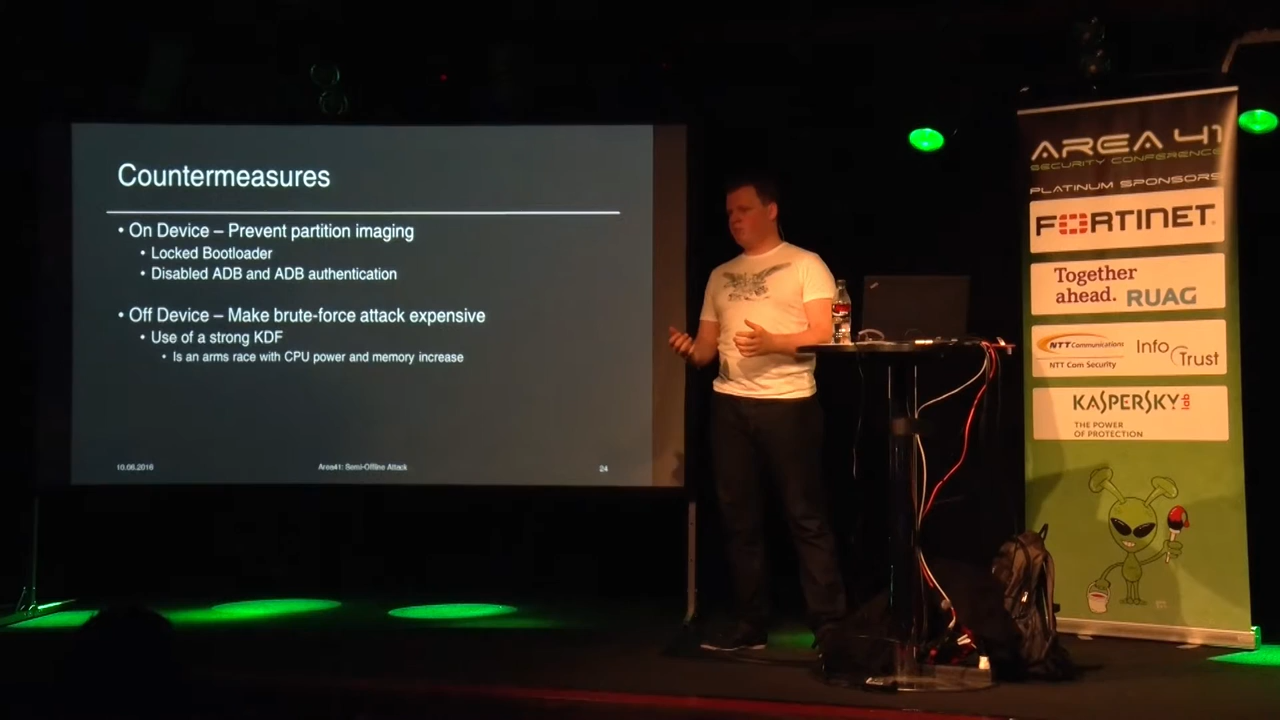 Countermeasures
• On Device – Prevent partition imaging
• Locked Bootloader
• Disabled ADB and ADB authentication
• Off Device – Make brute-force attack expensive
• Use of a strong KDF
• Is an arms race with CPU power and memory increase
10.06.2016
Area41: Semi-Offline Attack
24
AREA 41
SECURITY CONFERENCE
PLATINUM SPONSORS
FORTINET
Together
ahead. RUAG
NTT Communications
NTT Com Security
Info
Trust
KASPERSKY lab
THE POWER
OF PROTECTION